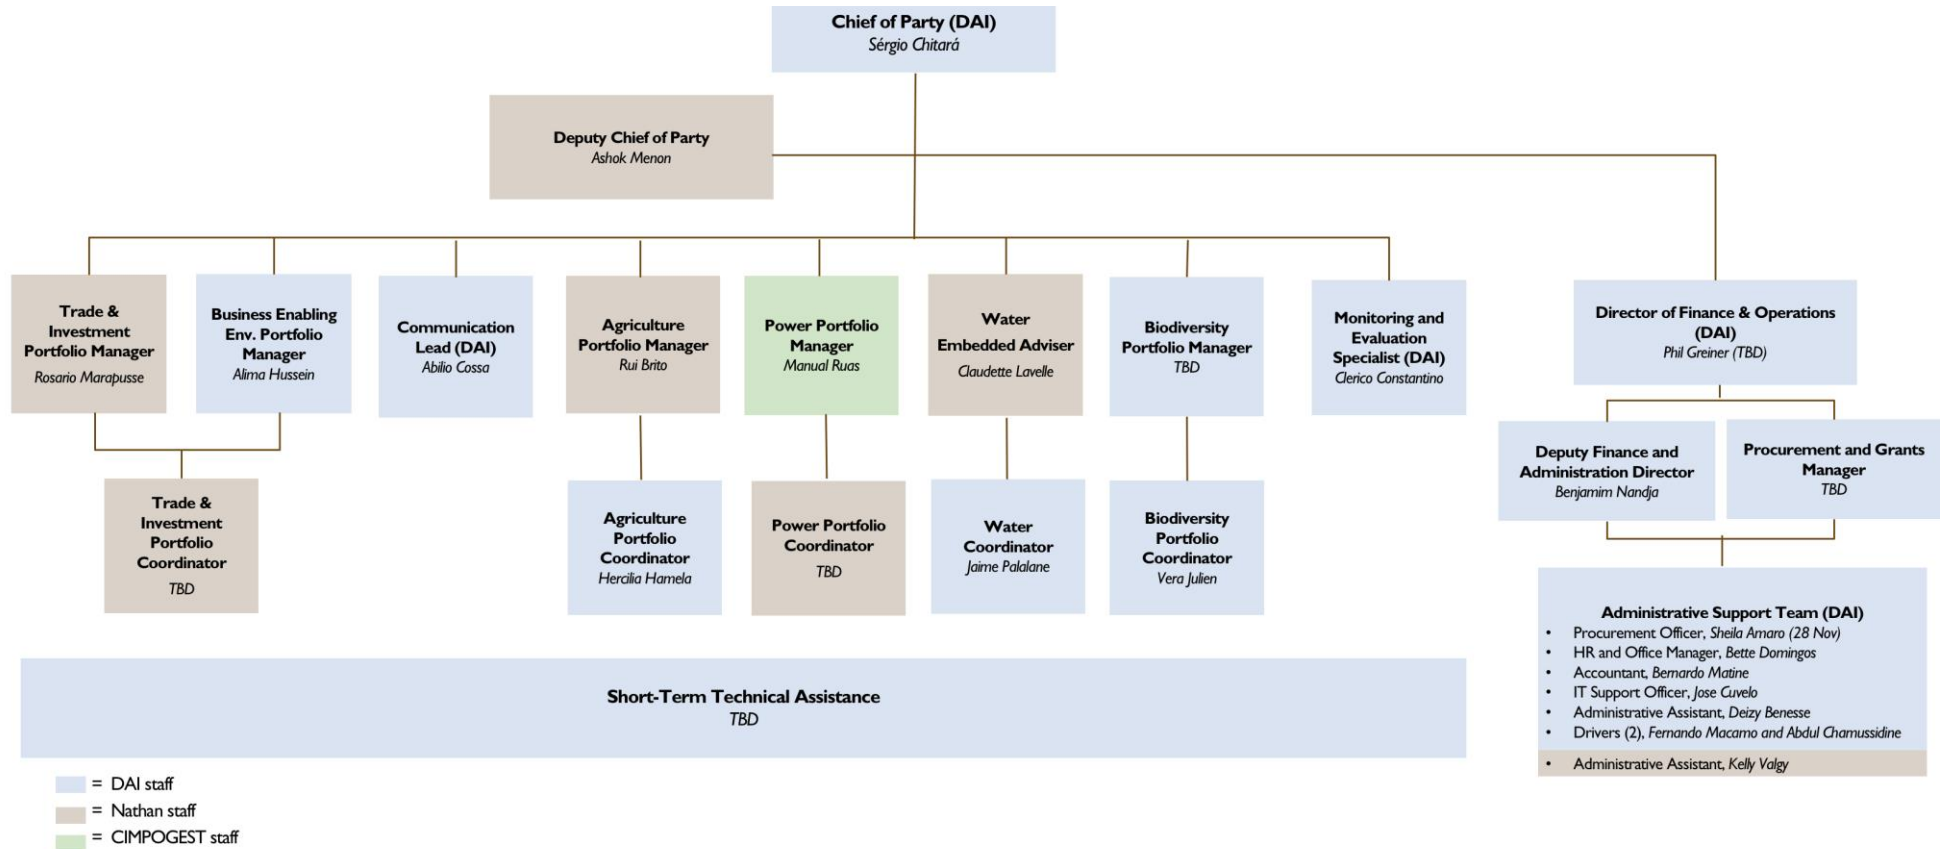 Chief of Party (DAI)
Sérgio Chitará
Deputy Chief of Party
Ashok Menon
Trade &
Investment
Portfolio Manager
Rosario Marapusse
Business Enabling
Env. Portfolio
Manager
Alima Hussein
Communication
Lead (DAI)
Abilio Cossa
Agriculture
Portfolio Manager
Rui Brito
Power Portfolio
Manager
Manual Ruas
Water
Embedded Adviser
Claudette Lavelle
Biodiversity
Portfolio Manager
TBD
Monitoring and
Evaluation
Specialist (DAI)
Clerico Constantino
Director of Finance & Operations
(DAI)
Phil Greiner (TBD)
Deputy Finance and
Administration Director
Benjamim Nandja
Procurement and Grants
Manager
TBD
Trade &
Investment
Portfolio
Coordinator
TBD
Agriculture
Portfolio
Coordinator
Hercilia Hamela
Power Portfolio
Coordinator
TBD
Water
Coordinator
Jaime Palalane
Biodiversity
Portfolio
Coordinator
Vera Julien
Administrative Support Team (DAI)
• Procurement Officer, Sheila Amaro (28 Nov)
• HR and Office Manager, Bette Domingos
• Accountant, Bernardo Matine
• IT Support Officer, Jose Cuvelo
• Administrative Assistant, Deizy Benesse
• Drivers (2), Fernando Macamo and Abdul Chamussidine
• Administrative Assistant, Kelly Valgy
Short-Term Technical Assistance
TBD
= DAI staff
= Nathan staff
= CIMPOGEST staff